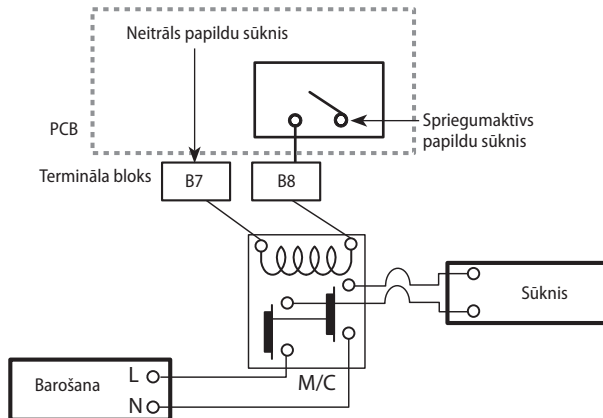 Neitrāls papildu sūknis
PCB
Spriegumaktīvs
papildu sūknis
Termināla bloks
B7
B8
Sūknis
Barošana
L
N
M/C